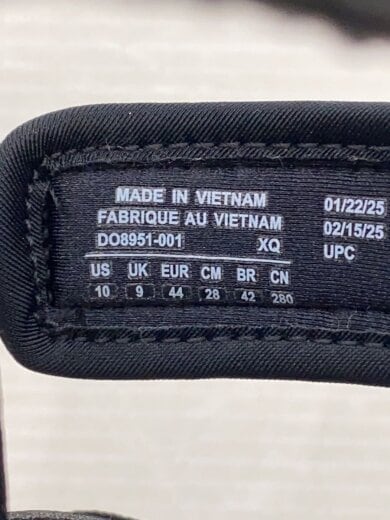 MADE IN VIETNAM
FABRIQUE AU VIETNAM
DO8951-001 XQ
US UK EUR CM BR CN
10 9 44 28 42 280
01/22/25
02/15/25
UPC